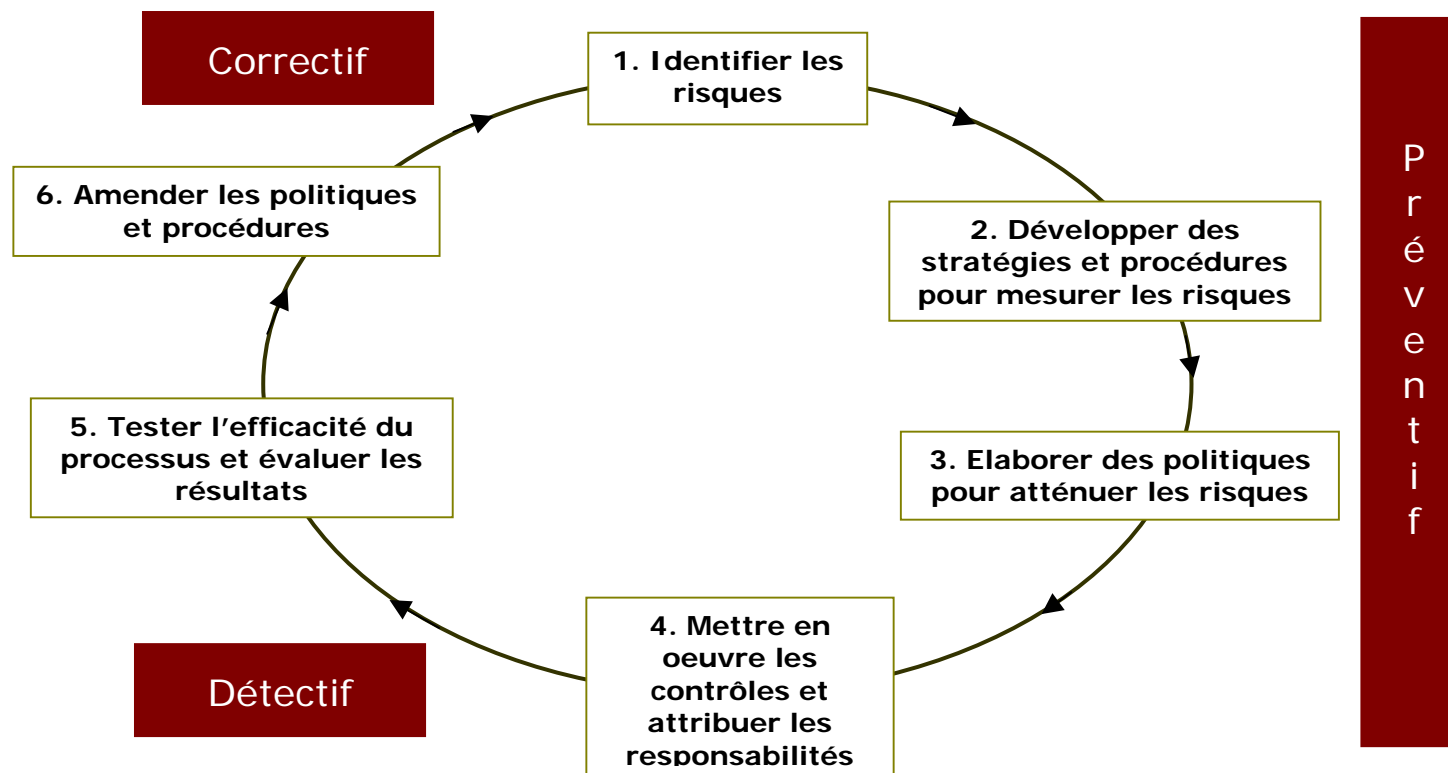 Correctif
1. Identifier les
risques
Préventif
6. Amender les politiques
et procédures
2. Développer des
stratégies et procédures
pour mesurer les risques
5. Tester l’efficacité du
processus et évaluer les
résultats
3. Elaborer des politiques
pour atténuer les risques
4. Mettre en
oeuvre les
contrôles et
attribuer les
responsabilités
Détectif